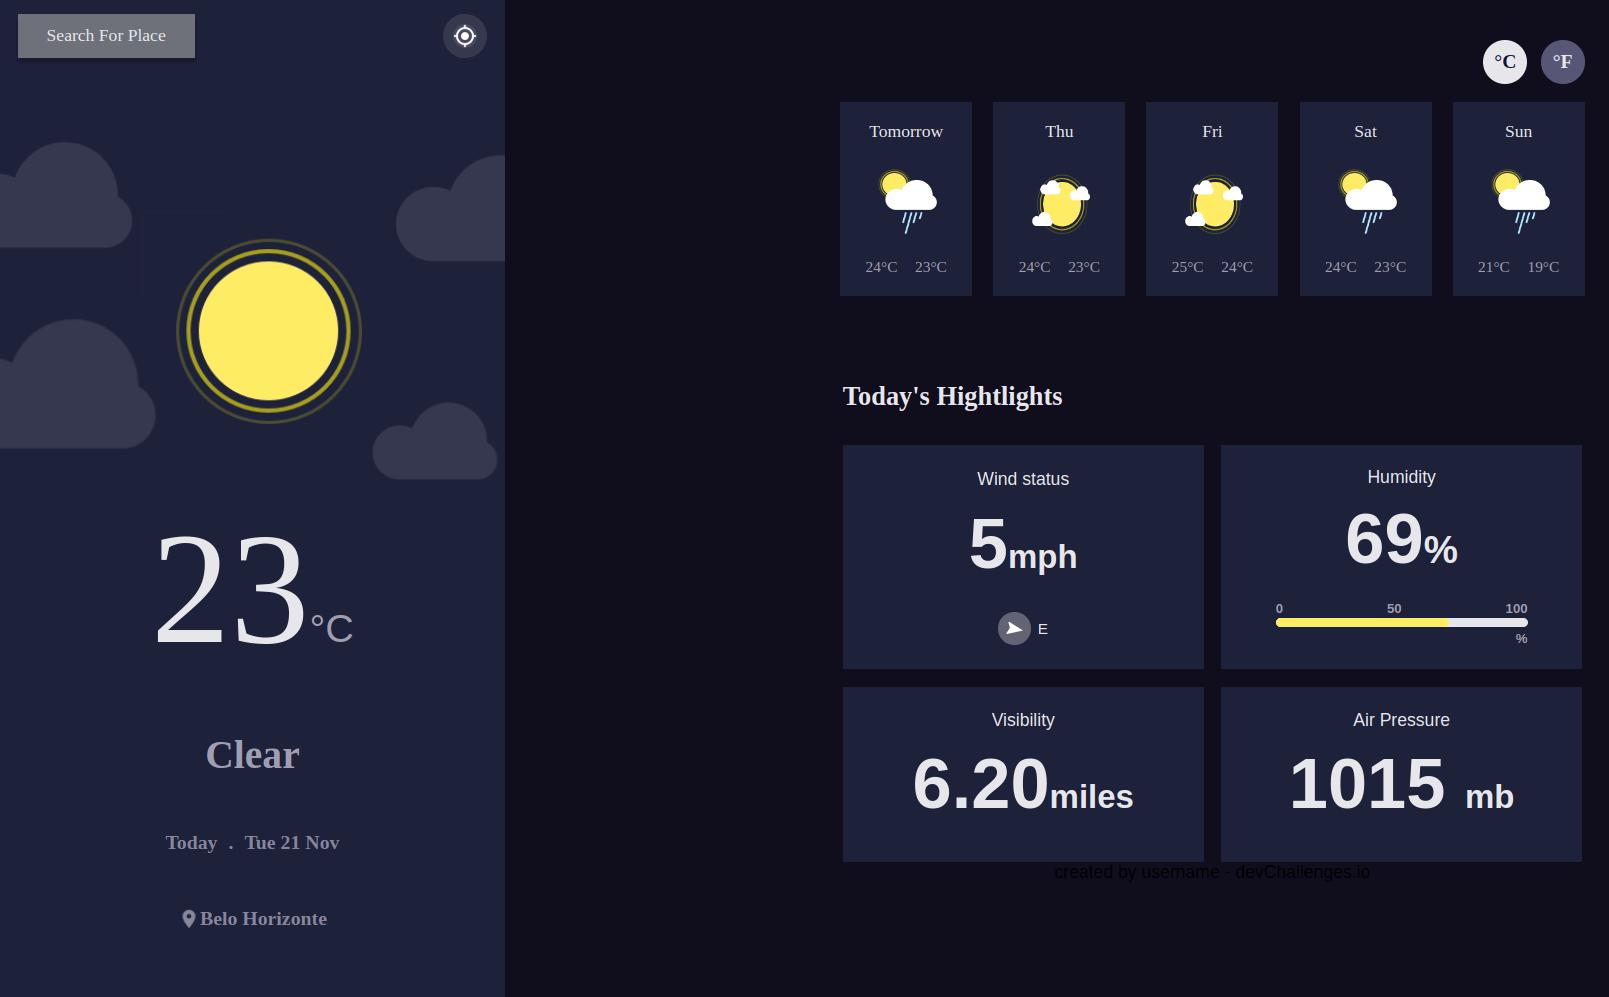 Search For Place
23°C
Clear
Today . Tue 21 Nov
Belo Horizonte
°C °F
Tomorrow
24°C 23°C
Thu
24°C 23°C
Fri
25°C 24°C
Sat
24°C 23°C
Sun
21°C 19°C
Today's Hightlights
Wind status
5mph
E
Humidity
69%
0 50 100
%
Visibility
6.20miles
Air Pressure
1015 mb
created by username - devChallenges.io